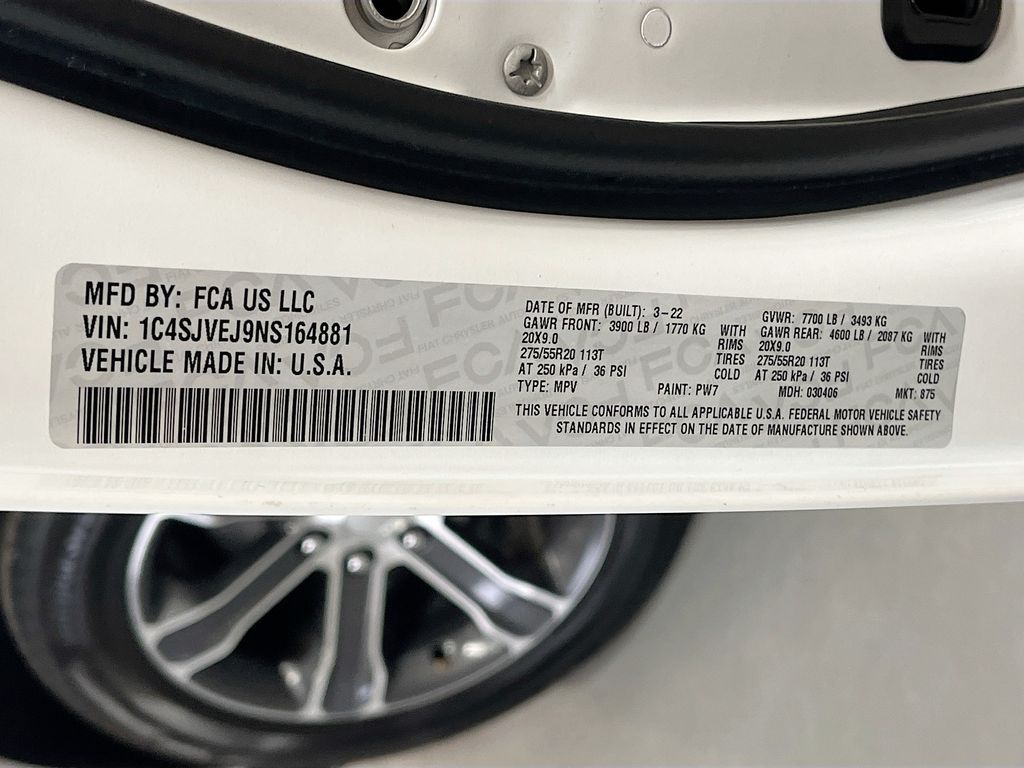 MFD BY: FCA US LLC
VIN: 1C4SJVEJ9NS164881
VEHICLE MADE IN: U.S.A.
DATE OF MFR (BUILT): 3-22
GAWR FRONT: 3900 LB / 1770 KG WITH
20X9.0 RIMS
275/55R20 113T TIRES
AT 250 kPa / 36 PSI COLD
TYPE: MPV PAINT: PW7
GVWR: 7700 LB / 3493 KG
GAWR REAR: 4600 LB / 2087 KG WITH
20X9.0 RIMS
275/55R20 113T TIRES
AT 250 kPa / 36 PSI COLD
MDH: 030406 MKT: 875
THIS VEHICLE CONFORMS TO ALL APPLICABLE U.S.A. FEDERAL MOTOR VEHICLE SAFETY
STANDARDS IN EFFECT ON THE DATE OF MANUFACTURE SHOWN ABOVE.